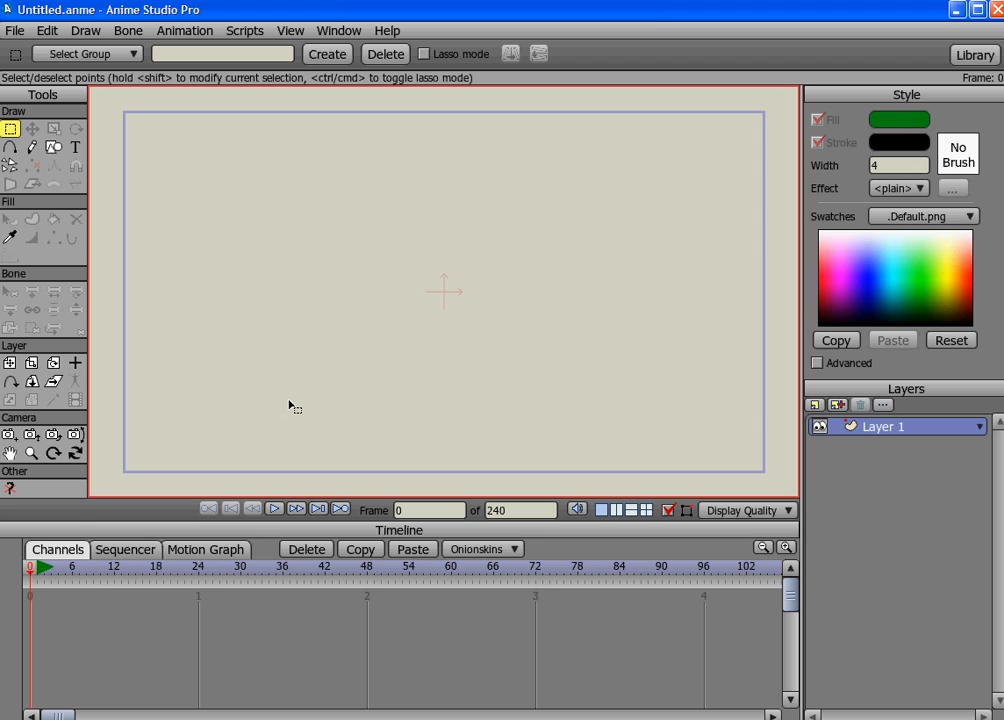 Untitled.anme - Anime Studio Pro
File Edit Draw Bone Animation Scripts View Window Help
Select Group Create Delete Lasso mode Library
Select/deselect points (hold <shift> to modify current selection, <ctrl/cmd> to toggle lasso mode) Frame: 0
Tools Style
Draw
Fill
Stroke
No Brush
Width 4
Effect <plain> ...
Fill
Swatches .Default.png
Bone
Copy Paste Reset
Layer
Advanced
Layers
Camera
Layer 1
Other
Frame 0 of 240 Display Quality
Timeline
Channels Sequencer Motion Graph Delete Copy Paste Onionskins
0 6 12 18 24 30 36 42 48 54 60 66 72 78 84 90 96 102
0 1 2 3 4